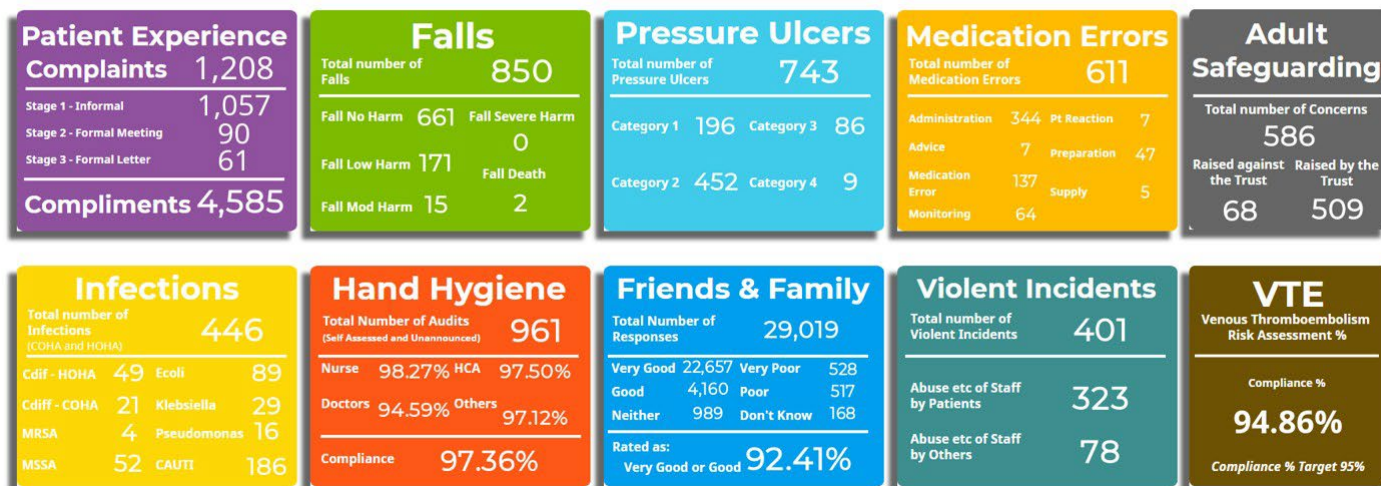 Patient Experience
Complaints 1,208
Stage 1 - Informal 1,057
Stage 2 - Formal Meeting 90
Stage 3 - Formal Letter 61
Compliments 4,585
Falls
Total number of
Falls 850
Fall No Harm 661 Fall Severe Harm
0
Fall Low Harm 171 Fall Death
Fall Mod Harm 15 2
Pressure Ulcers
Total number of
Pressure Ulcers 743
Category 1 196 Category 3 86
Category 2 452 Category 4 9
Medication Errors
Total number of
Medication Errors 611
Administration 344 Pt Reaction 7
Advice 7 Preparation 47
Medication
Error 137 Supply 5
Monitoring 64
Adult
Safeguarding
Total number of Concerns
586
Raised against Raised by the
the Trust Trust
68 509
Infections
Total number of
Infections 446
(COHA and HOHA)
Cdif - HOHA 49 Ecoli 89
Cdiff - COHA 21 Klebsiella 29
MRSA 4 Pseudomonas 16
MSSA 52 CAUTI 186
Hand Hygiene
Total Number of Audits 961
(Self Assessed and Unannounced)
Nurse 98.27% HCA 97.50%
Doctors 94.59% Others 97.12%
Compliance 97.36%
Friends & Family
Total Number of
Responses 29,019
Very Good 22,657 Very Poor 528
Good 4,160 Poor 517
Neither 989 Don't Know 168
Rated as:
Very Good or Good 92.41%
Violent Incidents
Total number of
Violent Incidents 401
Abuse etc of Staff
by Patients 323
Abuse etc of Staff
by Others 78
VTE
Venous Thromboembolism
Risk Assessment %
Compliance %
94.86%
Compliance % Target 95%